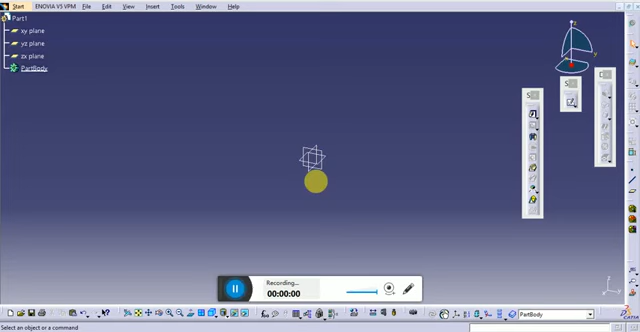 Start ENOVIA V5 VPM File Edit View Insert Tools Window Help
Part1
xy plane
yz plane
zx plane
PartBody
z
y
S...
S...
D...
Recording...
00:00:00
z
PartBody
Select an object or a command
CATIA